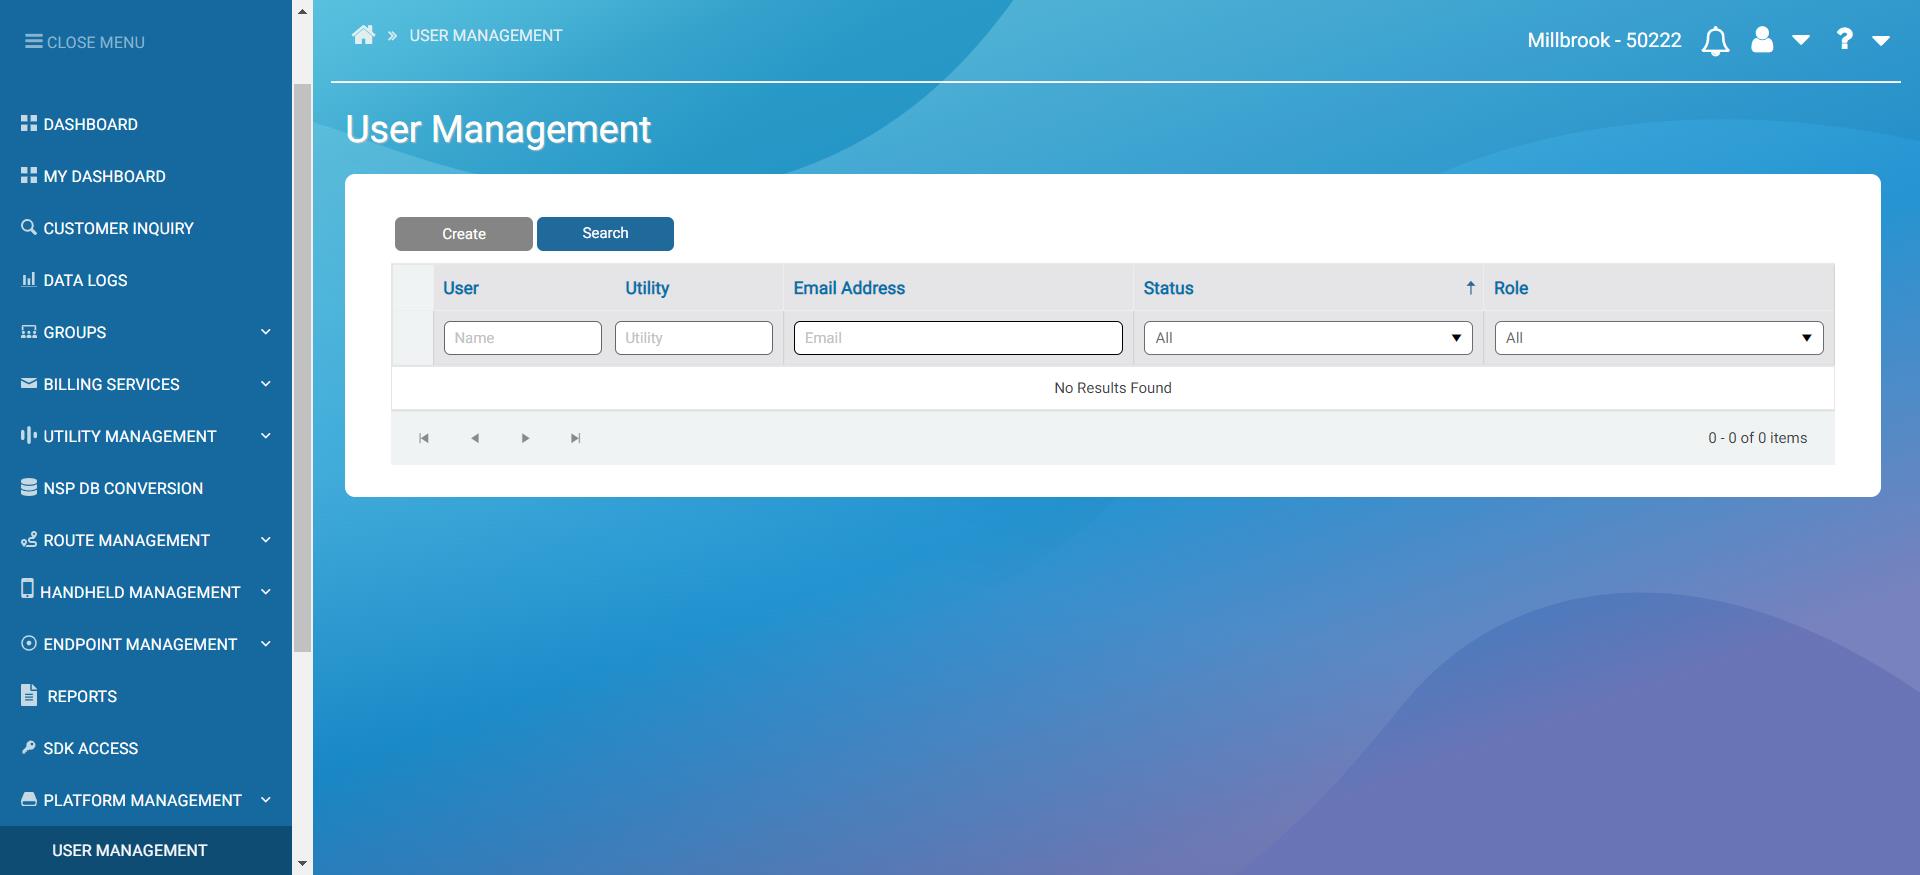 CLOSE MENU
DASHBOARD
MY DASHBOARD
CUSTOMER INQUIRY
DATA LOGS
GROUPS
BILLING SERVICES
UTILITY MANAGEMENT
NSP DB CONVERSION
ROUTE MANAGEMENT
HANDHELD MANAGEMENT
ENDPOINT MANAGEMENT
REPORTS
SDK ACCESS
PLATFORM MANAGEMENT
USER MANAGEMENT
» USER MANAGEMENT
Millbrook - 50222 ?
User Management
Create Search
User Utility Email Address Status ↑ Role
Name Utility Email All All
No Results Found
0 - 0 of 0 items